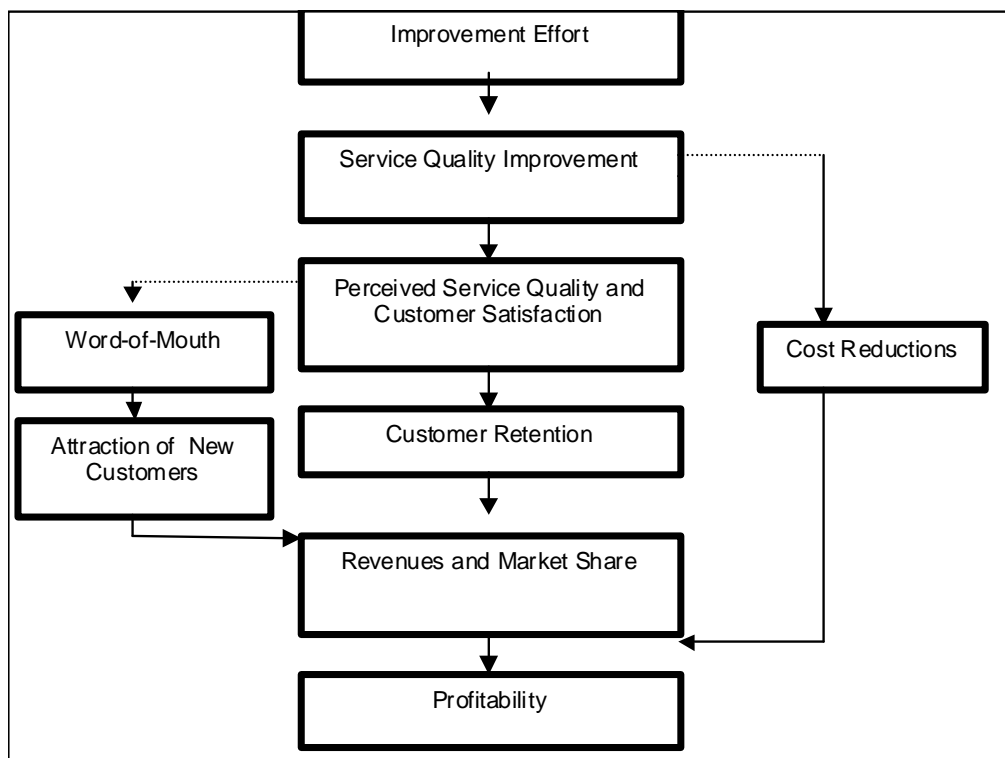 Improvement Effort
Service Quality Improvement
Perceived Service Quality and
Customer Satisfaction
Word-of-Mouth
Cost Reductions
Attraction of  New
Customers
Customer Retention
Revenues and Market Share
Profitability